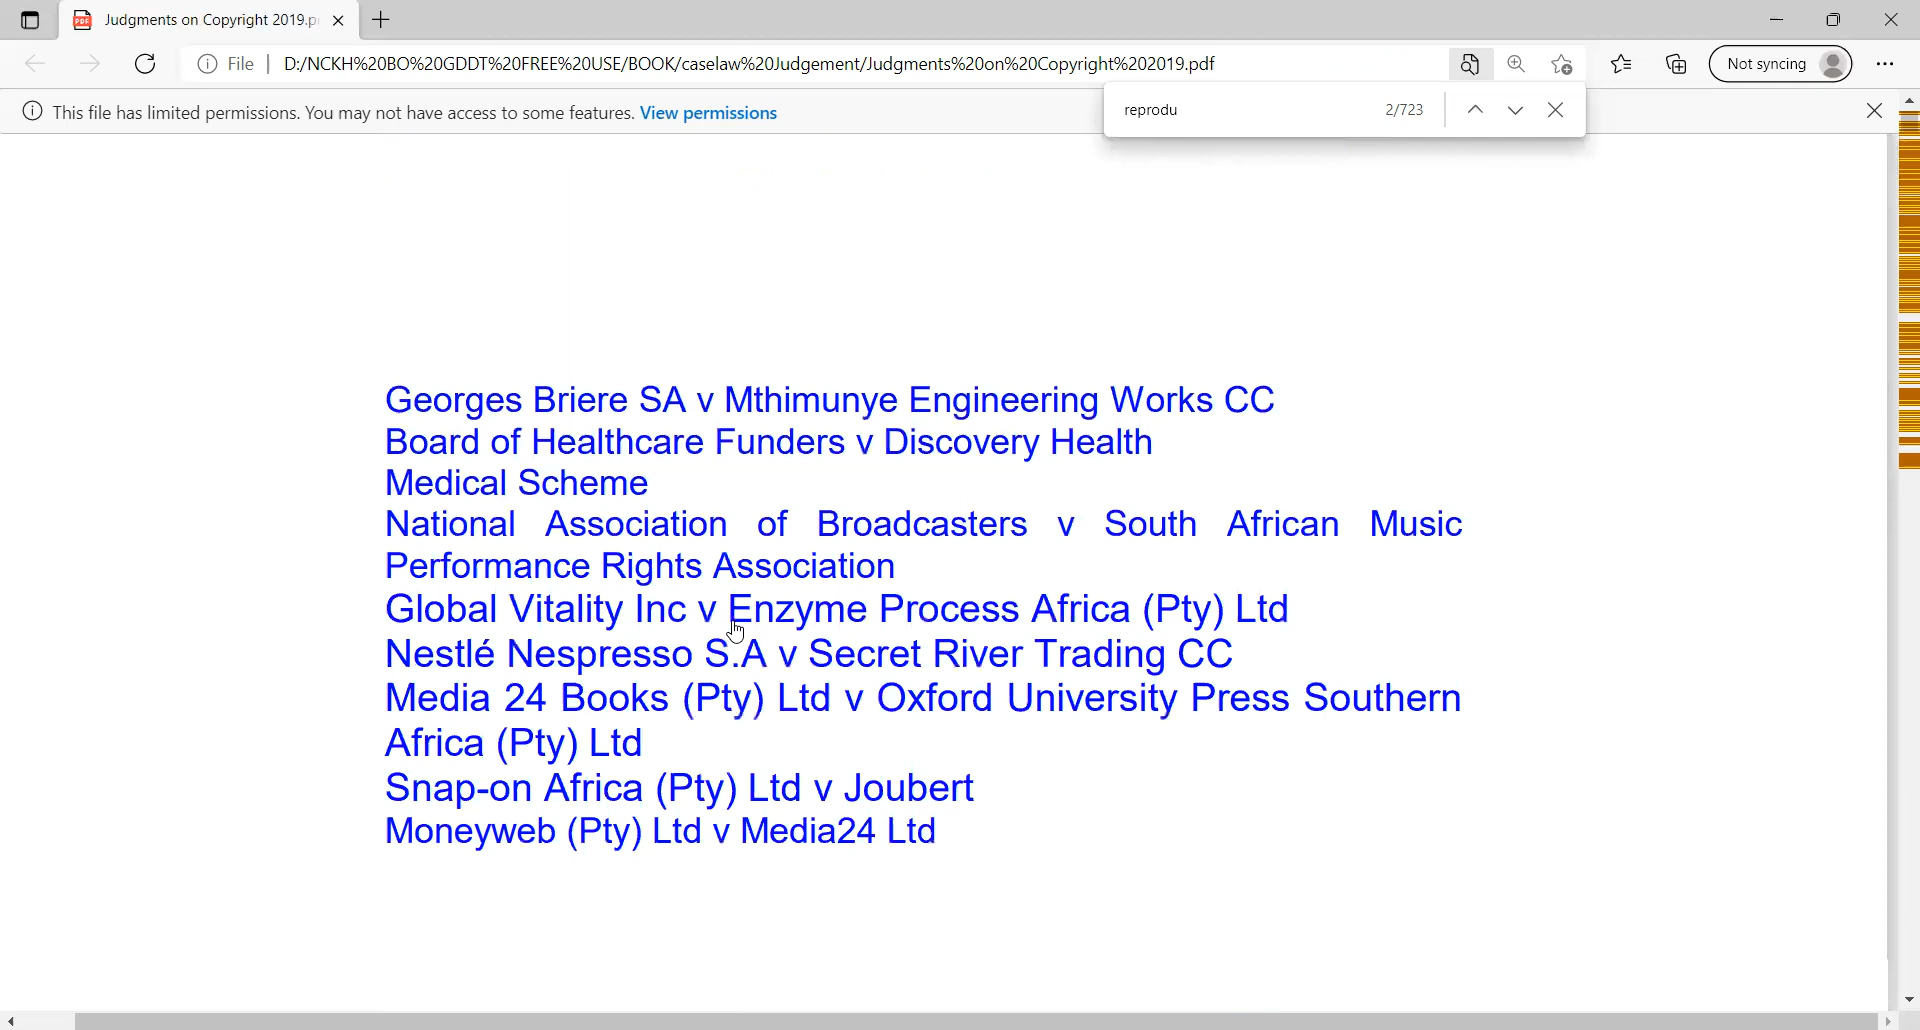 Judgments on Copyright 2019.p
File D:/NCKH%20BO%20GDDT%20FREE%20USE/BOOK/caselaw%20Judgement/Judgments%20on%20Copyright%202019.pdf
Not syncing
This file has limited permissions. You may not have access to some features. View permissions
reprodu 2/723
Georges Briere SA v Mthimunye Engineering Works CC
Board of Healthcare Funders v Discovery Health
Medical Scheme
National Association of Broadcasters v South African Music
Performance Rights Association
Global Vitality Inc v Enzyme Process Africa (Pty) Ltd
Nestlé Nespresso S.A v Secret River Trading CC
Media 24 Books (Pty) Ltd v Oxford University Press Southern
Africa (Pty) Ltd
Snap-on Africa (Pty) Ltd v Joubert
Moneyweb (Pty) Ltd v Media24 Ltd